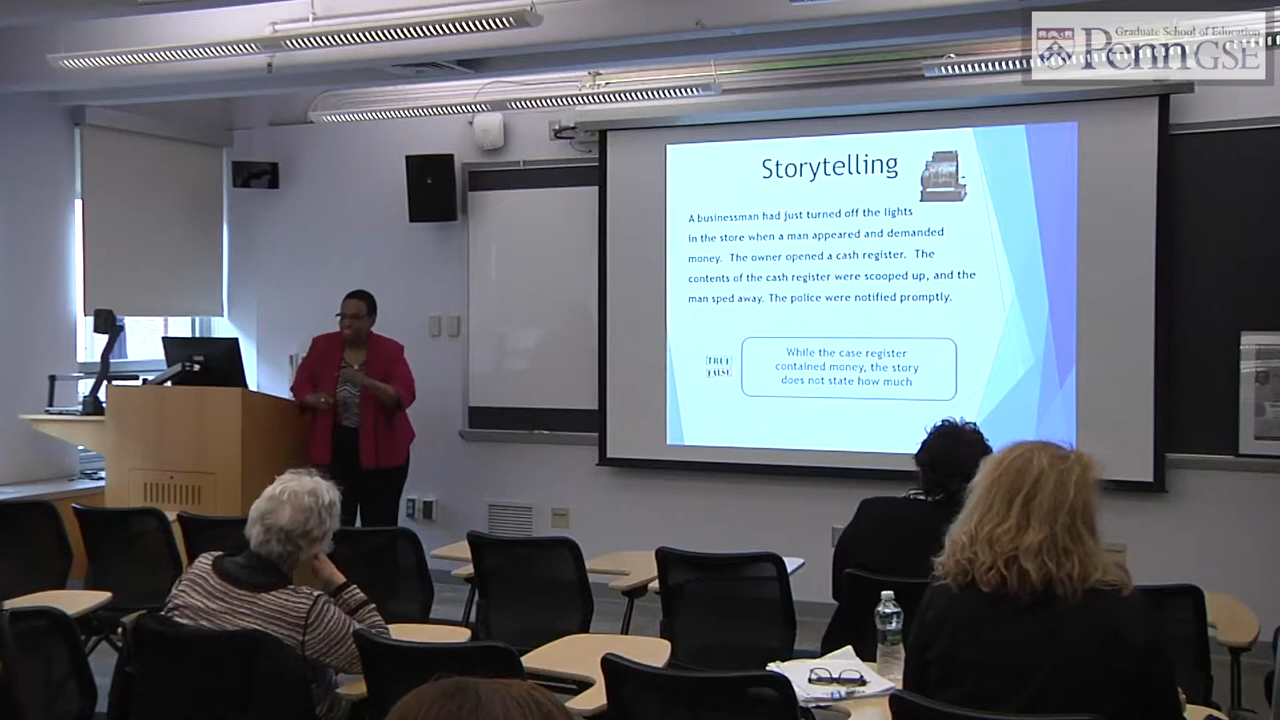 Graduate School of Education
PennGSE
Storytelling
A businessman had just turned off the lights
in the store when a man appeared and demanded
money. The owner opened a cash register. The
contents of the cash register were scooped up, and the
man sped away. The police were notified promptly.
TRUE
FALSE
While the case register
contained money, the story
does not state how much